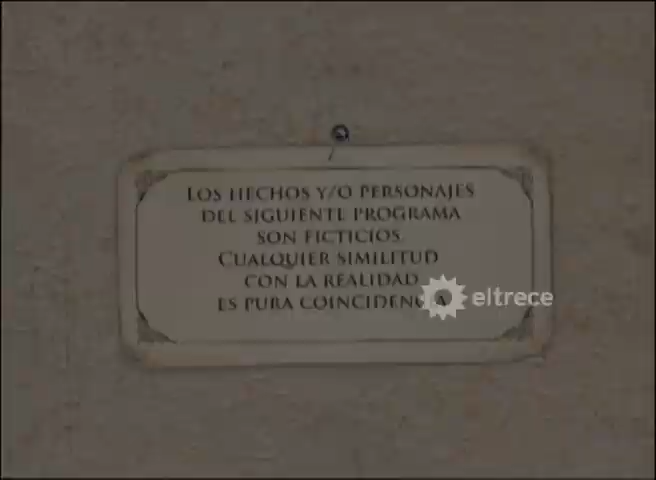 LOS HECHOS Y/O PERSONAJES
DEL SIGUIENTE PROGRAMA
SON FICTICIOS.
CUALQUIER SIMILITUD
CON LA REALIDAD
ES PURA COINCIDENCIA
eltrece